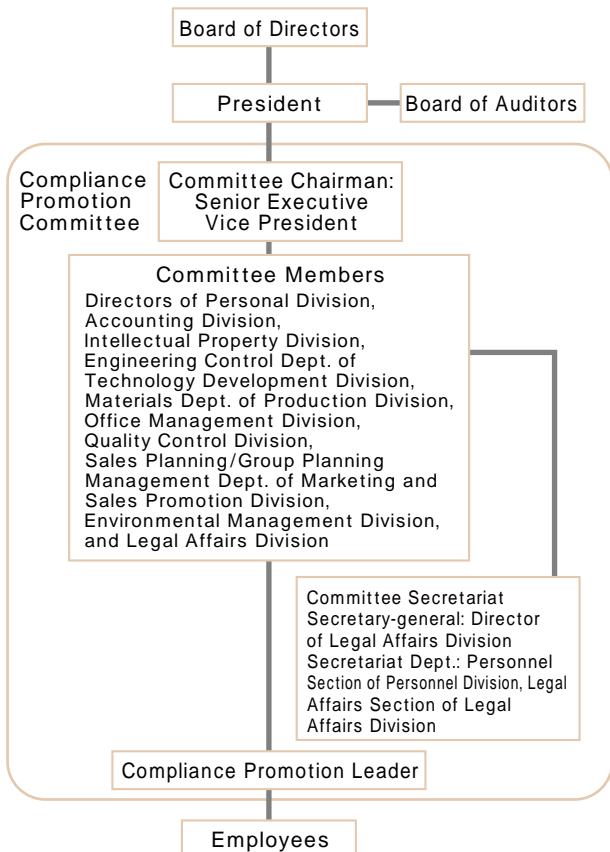 Board of Directors
President
Board of Auditors
Compliance
Promotion
Committee
Committee Chairman:
Senior Executive
Vice President
Committee Members
Directors of Personal Division,
Accounting Division,
Intellectual Property Division,
Engineering Control Dept. of
Technology Development Division,
Materials Dept. of Production Division,
Office Management Division,
Quality Control Division,
Sales Planning/Group Planning
Management Dept. of Marketing and
Sales Promotion Division,
Environmental Management Division,
and Legal Affairs Division
Committee Secretariat
Secretary-general: Director
of Legal Affairs Division
Secretariat Dept.: Personnel
Section of Personnel Division, Legal
Affairs Section of Legal
Affairs Division
Compliance Promotion Leader
Employees